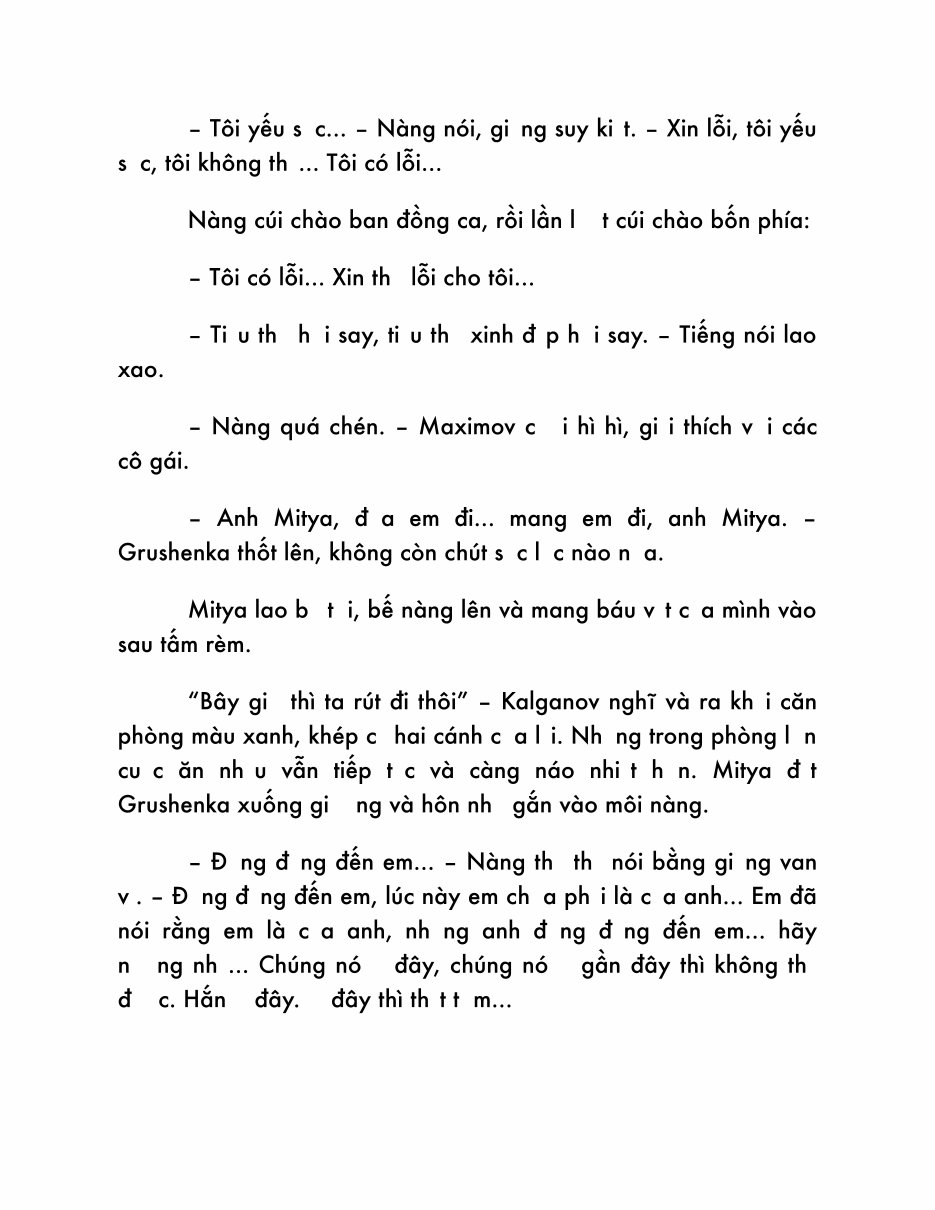 – Tôi yếu s c... – Nàng nói, gi ng suy ki t. – Xin lỗi, tôi yếu
s c, tôi không th ... Tôi có lỗi...
Nàng cúi chào ban đồng ca, rồi lần l t cúi chào bốn phía:
– Tôi có lỗi... Xin th lỗi cho tôi...
– Ti u th h i say, ti u th xinh đ p h i say. – Tiếng nói lao
xao.
– Nàng quá chén. – Maximov c i hì hì, gi i thích v i các
cô gái.
– Anh Mitya, đ a em đi... mang em đi, anh Mitya. –
Grushenka thốt lên, không còn chút s c l c nào n a.
Mitya lao b t i, bế nàng lên và mang báu v t c a mình vào
sau tấm rèm.
“Bây gi thì ta rút đi thôi” – Kalganov nghĩ và ra kh i căn
phòng màu xanh, khép c hai cánh c a l i. Nh ng trong phòng l n
cu c ăn nh u vẫn tiếp t c và càng náo nhi t h n. Mitya đ t
Grushenka xuống gi ng và hôn nh gắn vào môi nàng.
– Đ ng đ ng đến em... – Nàng th th nói bằng gi ng van
v . – Đ ng đ ng đến em, lúc này em ch a ph i là c a anh... Em đã
nói rằng em là c a anh, nh ng anh đ ng đ ng đến em... hãy
n ng nh ... Chúng nó đây, chúng nó gần đây thì không th
đ c. Hắn đây. đây thì th t t m...